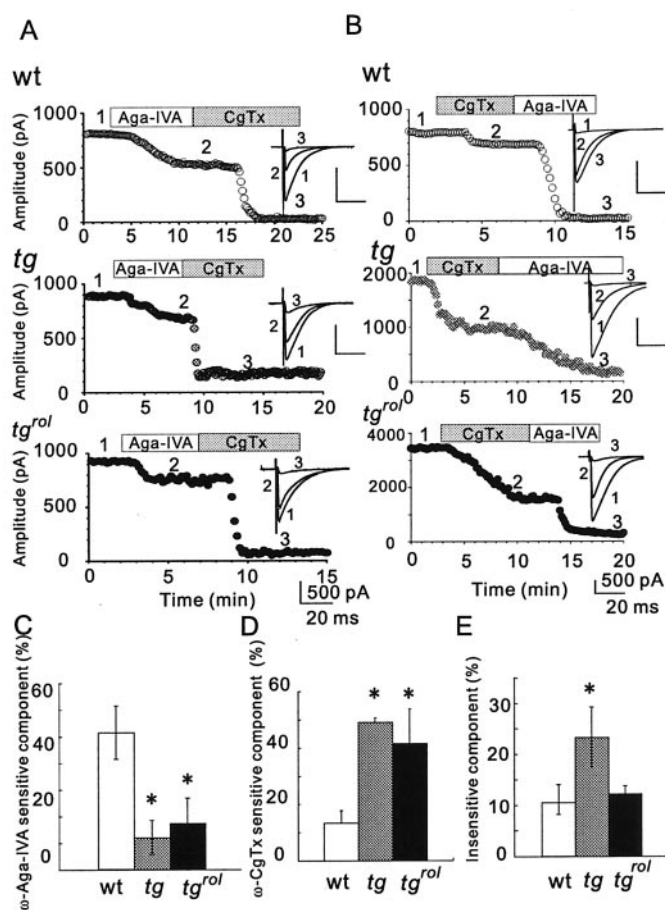 A
wt
1 Aga-IVA CgTx
Amplitude (pA)
1000
500
0
2
3
2 1
3
0 5 10 15 20 25
tg
1 Aga-IVA CgTx
Amplitude (pA)
1000
500
0
2
3
3
2
1
0 5 10 15 20
tg^rol
1 Aga-IVA CgTx
Amplitude (pA)
1000
500
0
2
3
3
2
1
0 5 10 15
Time (min)
500 pA
20 ms
B
wt
1 CgTx Aga-IVA
Amplitude (pA)
1000
500
0
2
3
1
2 3
0 5 10 15
tg
1 CgTx Aga-IVA
Amplitude (pA)
2000
1000
0
2
3
3
2
1
0 5 10 15 20
tg^rol
1 CgTx Aga-IVA
Amplitude (pA)
4000
2000
0
2
3
3
2
1
0 5 10 15 20
Time (min)
500 pA
20 ms
C
ω-Aga-IVA sensitive component (%)
60
40
20
0
* *
wt tg tg^rol
D
ω-CgTx sensitive component (%)
60
40
20
0
* *
wt tg tg^rol
E
Insensitive component (%)
30
20
10
0
*
wt tg tg^rol